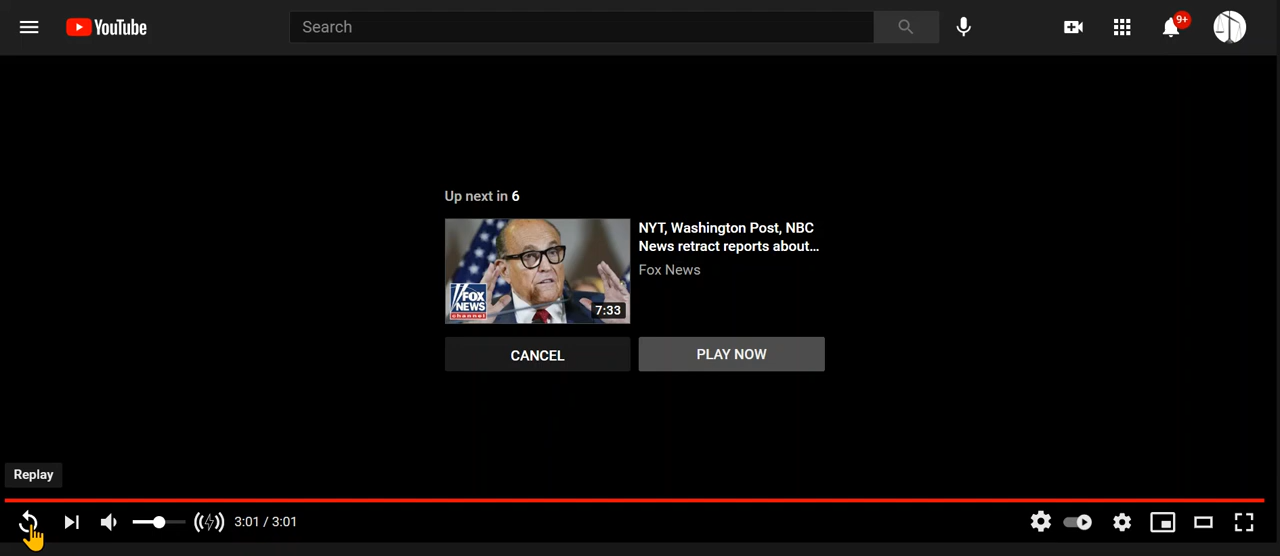 YouTube
Search
9+
Up next in 6
NYT, Washington Post, NBC
News retract reports about...
Fox News
FOX
NEWS
channel
7:33
CANCEL
PLAY NOW
Replay
3:01 / 3:01